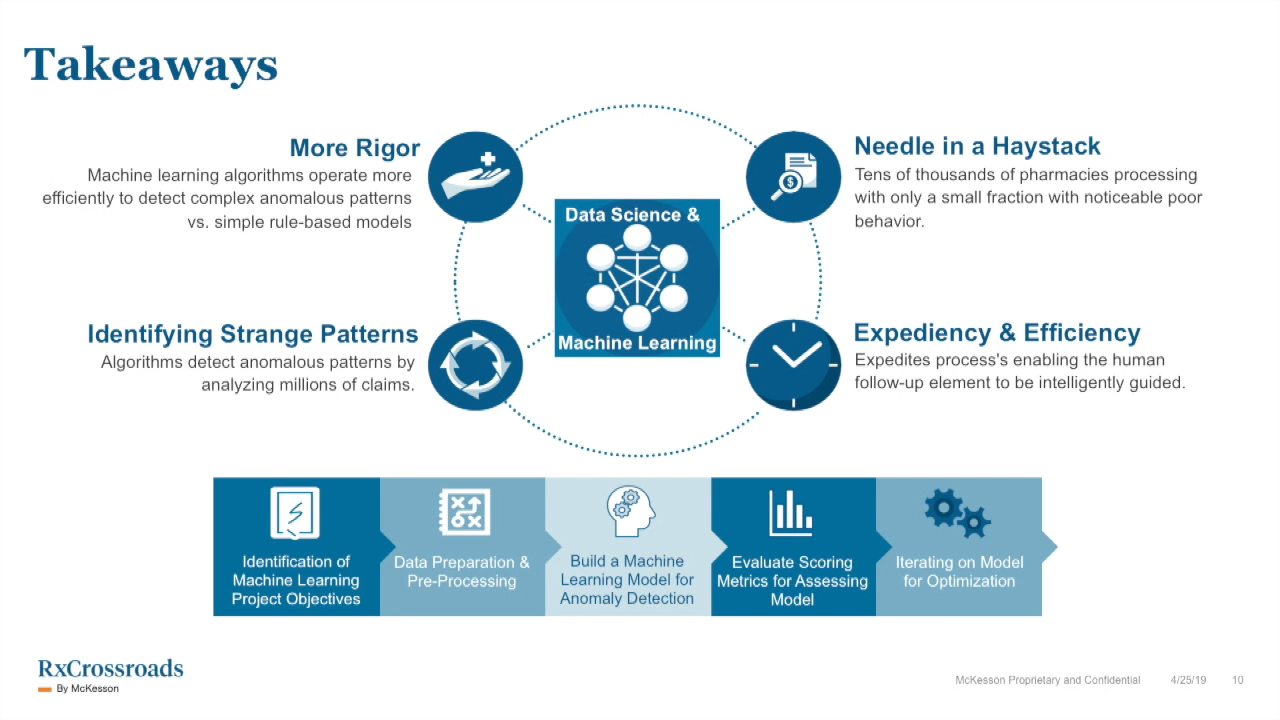 Takeaways
More Rigor
Machine learning algorithms operate more
efficiently to detect complex anomalous patterns
vs. simple rule-based models
Needle in a Haystack
Tens of thousands of pharmacies processing
with only a small fraction with noticeable poor
behavior.
Data Science &
Machine Learning
Identifying Strange Patterns
Algorithms detect anomalous patterns by
analyzing millions of claims.
Expediency & Efficiency
Expedites process's enabling the human
follow-up element to be intelligently guided.
Identification of
Machine Learning
Project Objectives
Data Preparation &
Pre-Processing
Build a Machine
Learning Model for
Anomaly Detection
Evaluate Scoring
Metrics for Assessing
Model
Iterating on Model
for Optimization
RxCrossroads
By McKesson
McKesson Proprietary and Confidential
4/25/19
10